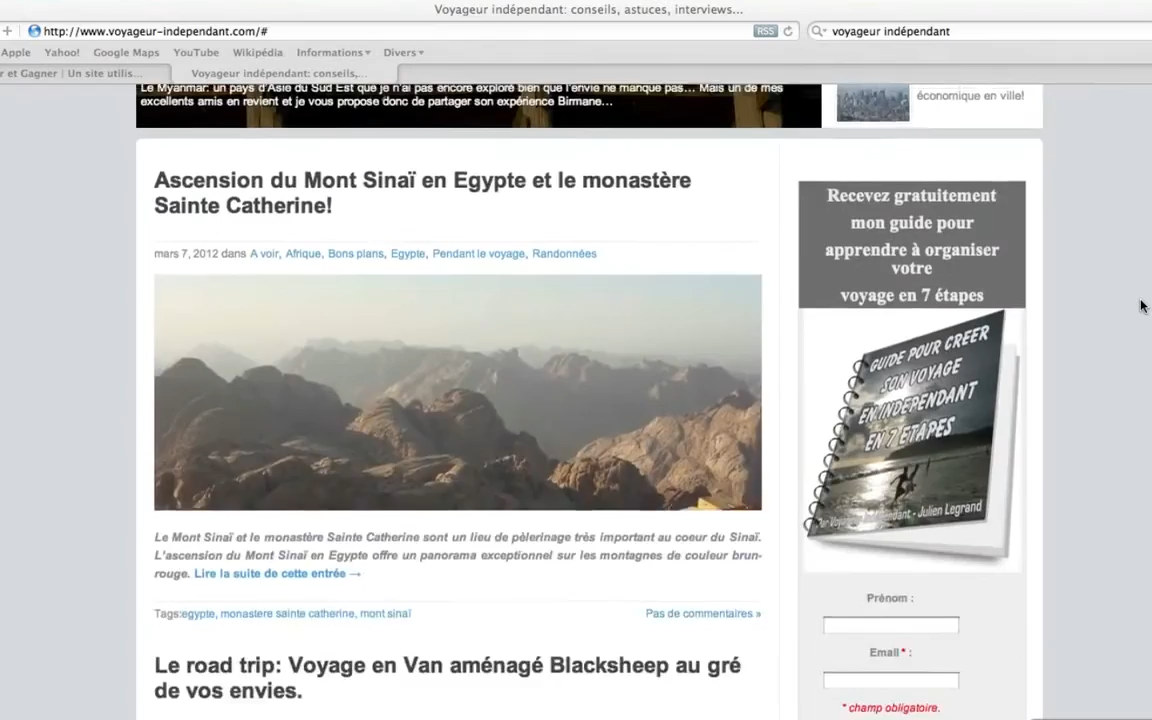 Voyageur indépendant: conseils, astuces, interviews...
http://www.voyageur-independant.com/#
RSS
voyageur indépendant
Apple Yahoo! Google Maps YouTube Wikipédia Informations Divers
r et Gagner | Un site utilis...
Voyageur indépendant: conseils,...
Le Myanmar: un pays d'Asie du Sud Est que je n'ai pas encore exploré bien que l'envie ne manque pas... Mais un de mes
excellents amis en revient et je vous propose donc de partager son expérience Birmane...
économique en ville!
Ascension du Mont Sinaï en Egypte et le monastère
Sainte Catherine!
mars 7, 2012 dans A voir, Afrique, Bons plans, Egypte, Pendant le voyage, Randonnées
Le Mont Sinaï et le monastère Sainte Catherine sont un lieu de pèlerinage très important au coeur du Sinaï.
L'ascension du Mont Sinaï en Egypte offre un panorama exceptionnel sur les montagnes de couleur brun-
rouge. Lire la suite de cette entrée →
Tags:egypte, monastere sainte catherine, mont sinaï
Pas de commentaires »
Le road trip: Voyage en Van aménagé Blacksheep au gré
de vos envies.
Recevez gratuitement
mon guide pour
apprendre à organiser
votre
voyage en 7 étapes
GUIDE POUR CREER
SON VOYAGE
EN INDEPENDANT
EN 7 ETAPES
- Julien Legrand
Prénom :
Email * :
* champ obligatoire.